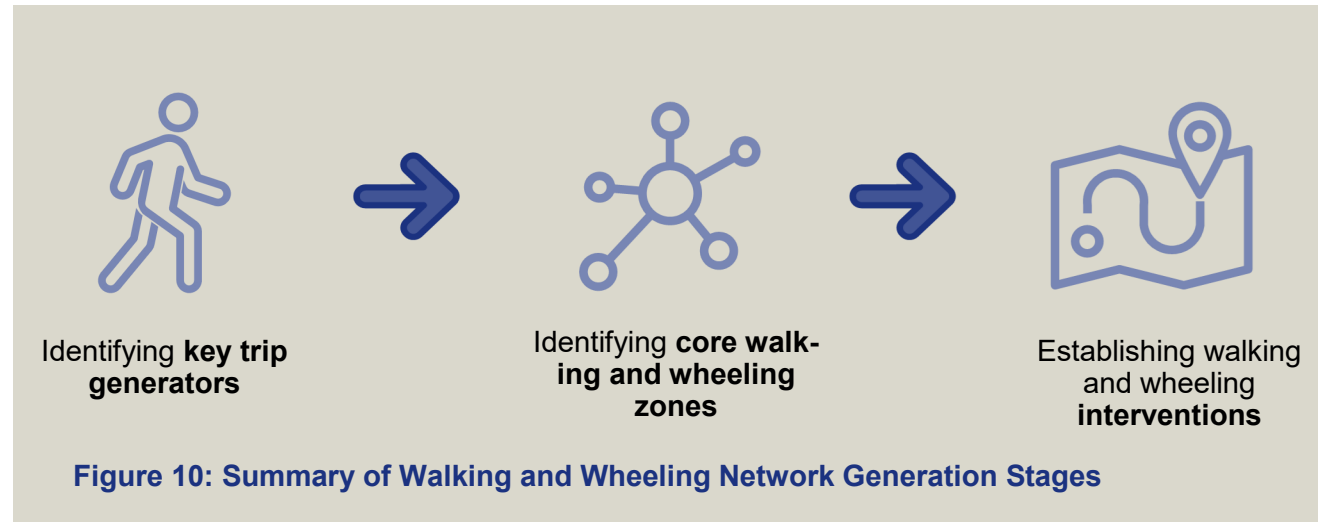 Identifying key trip
generators
Identifying core walk-
ing and wheeling
zones
Establishing walking
and wheeling
interventions
Figure 10: Summary of Walking and Wheeling Network Generation Stages